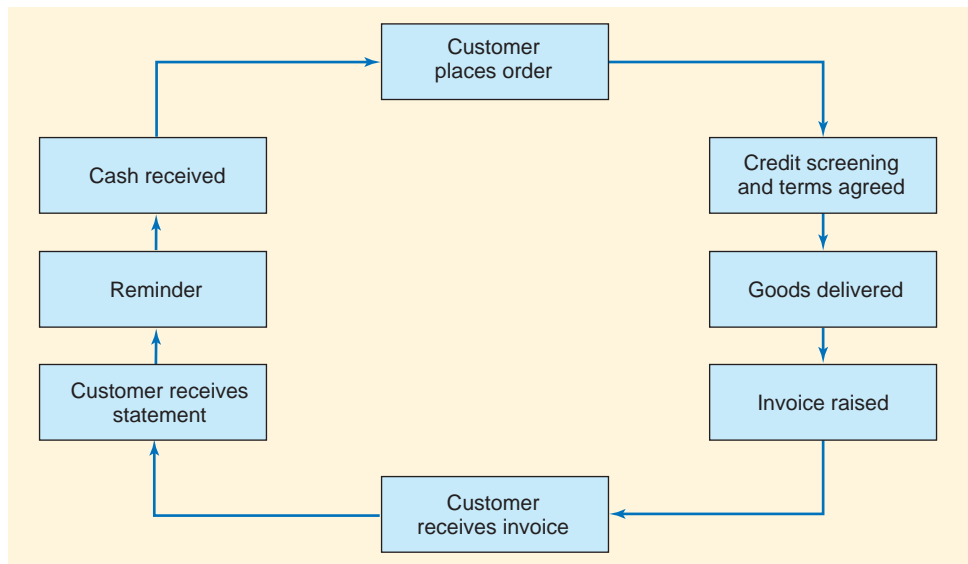 Customer
places order
Credit screening
and terms agreed
Goods delivered
Invoice raised
Customer
receives invoice
Customer receives
statement
Reminder
Cash received